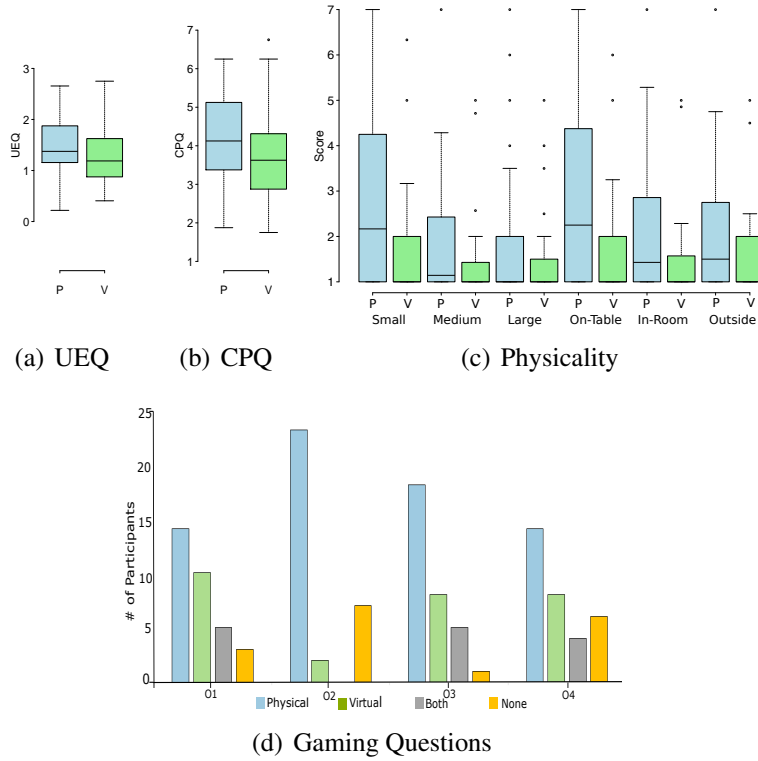 3
2
1
0
UEQ
P V
(a) UEQ
7
6
5
4
3
2
1
CPQ
P V
(b) CPQ
7
5
4
3
2
1
Score
P V P V P V P V P V P V
Small Medium Large On-Table In-Room Outside
(c) Physicality
25
20
15
10
5
0
# of Participants
O1 O2 O3 O4
Physical Virtual Both None
(d) Gaming Questions